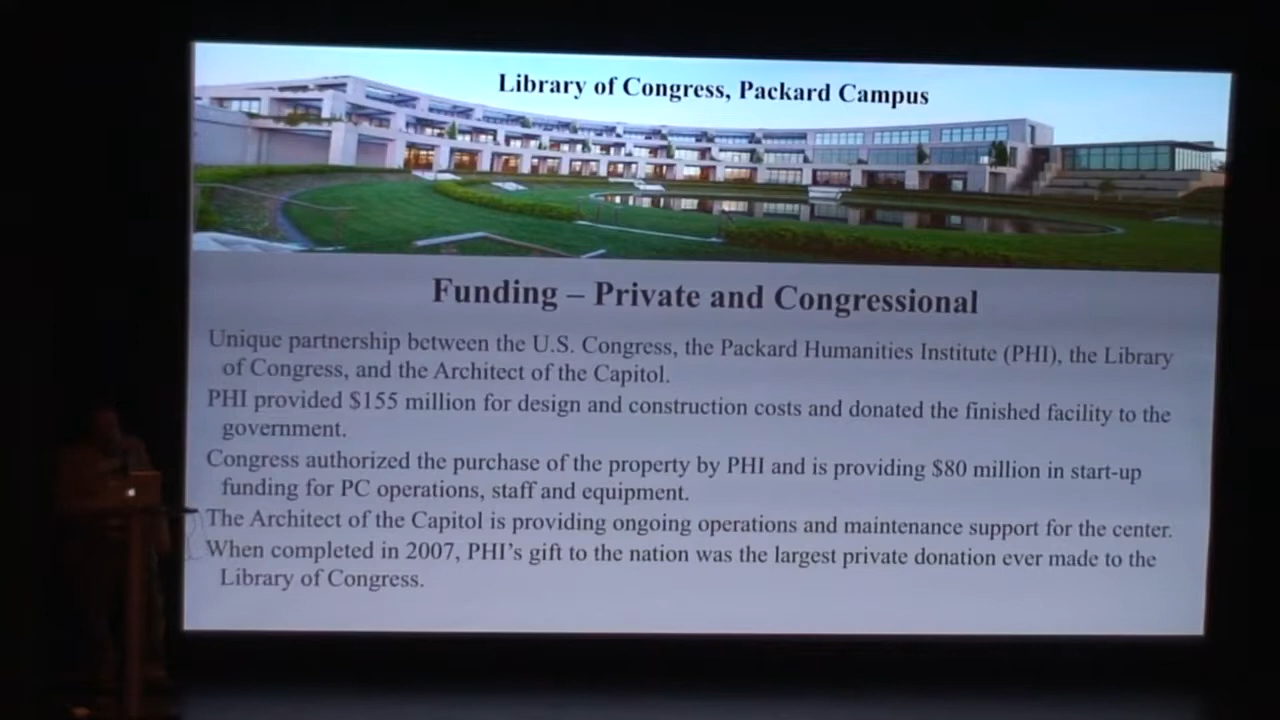 Library of Congress, Packard Campus
Funding – Private and Congressional
Unique partnership between the U.S. Congress, the Packard Humanities Institute (PHI), the Library
of Congress, and the Architect of the Capitol.
PHI provided $155 million for design and construction costs and donated the finished facility to the
government.
Congress authorized the purchase of the property by PHI and is providing $80 million in start-up
funding for PC operations, staff and equipment.
The Architect of the Capitol is providing ongoing operations and maintenance support for the center.
When completed in 2007, PHI’s gift to the nation was the largest private donation ever made to the
Library of Congress.